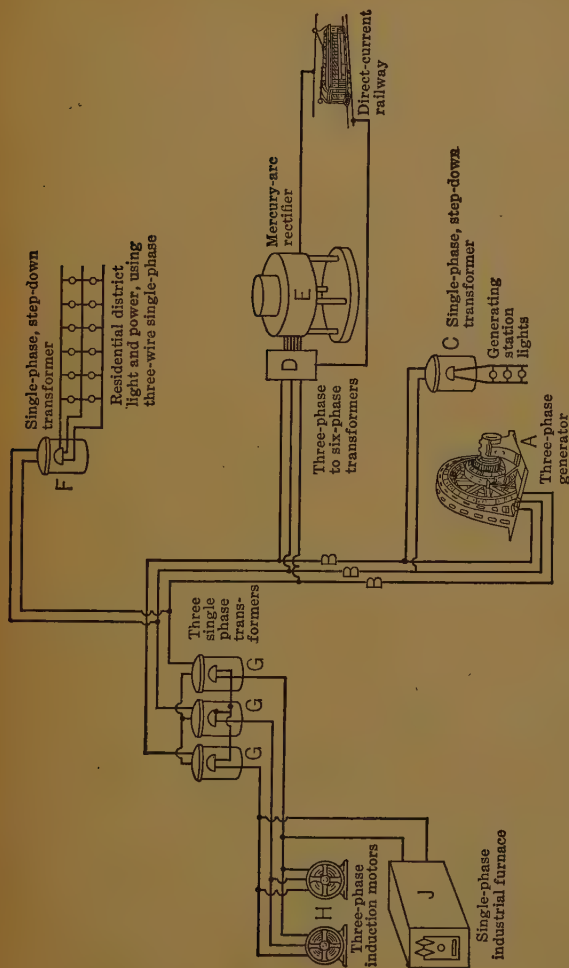 Single-phase, step-down
transformer
F
Residential district
light and power, using
three-wire single-phase
Mercury-arc
rectifier
E
Direct-current
railway
D
Three-phase
to six-phase
transformers
C
Single-phase, step-down
transformer
Generating
station
lights
A
Three-phase
generator
B
B
B
Three
single
phase
trans-
formers
G
G
G
H
Three-phase
induction motors
J
Single-phase
industrial furnace